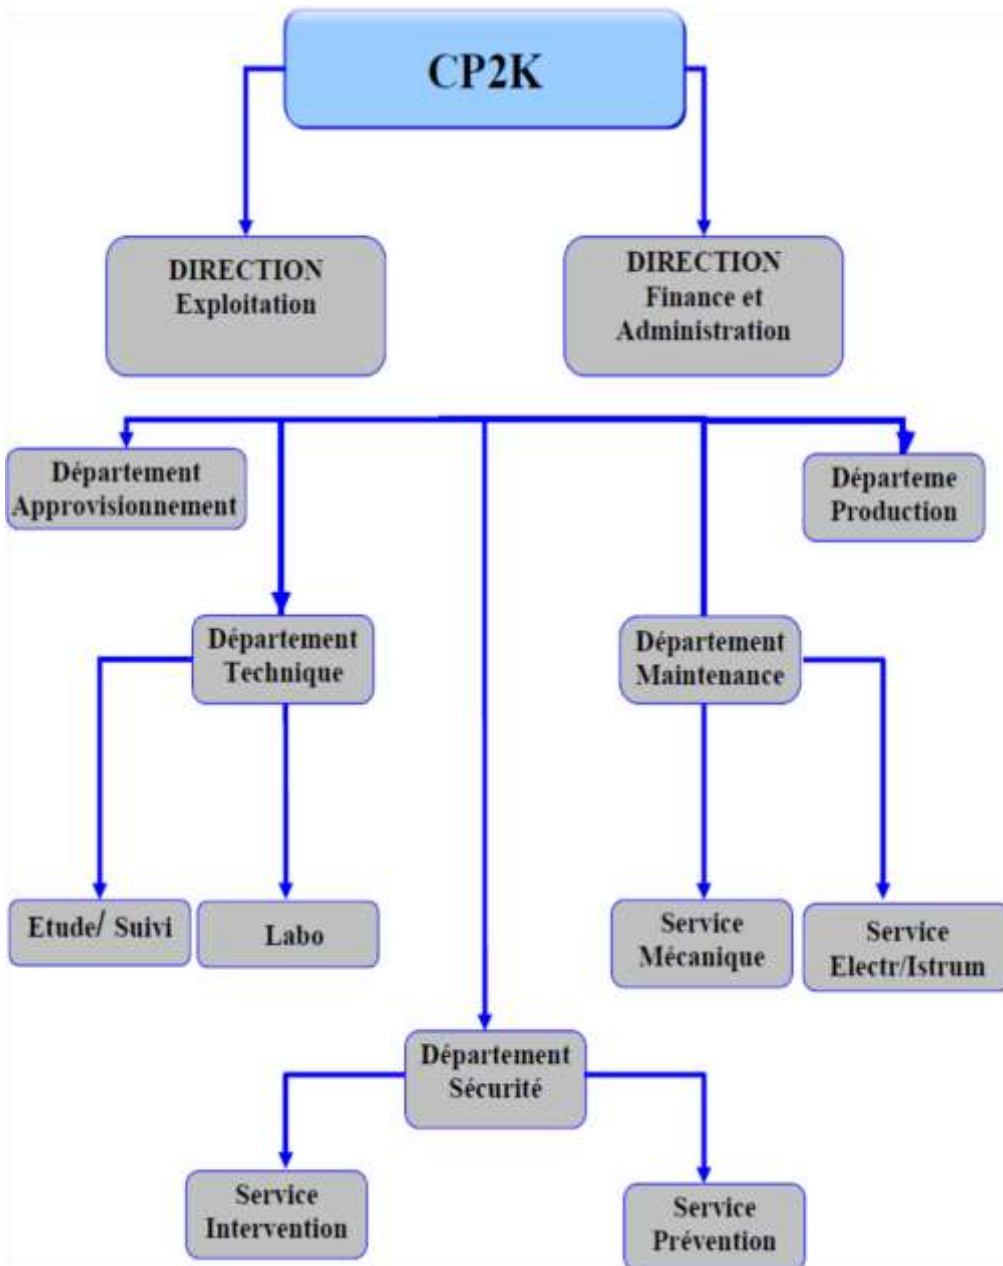 CP2K
DIRECTION
Exploitation
DIRECTION
Finance et
Administration
Département
Approvisionnement
Départeme
Production
Département
Technique
Département
Maintenance
Etude/ Suivi
Labo
Service
Mécanique
Service
Electr/Istrum
Département
Sécurité
Service
Intervention
Service
Prévention